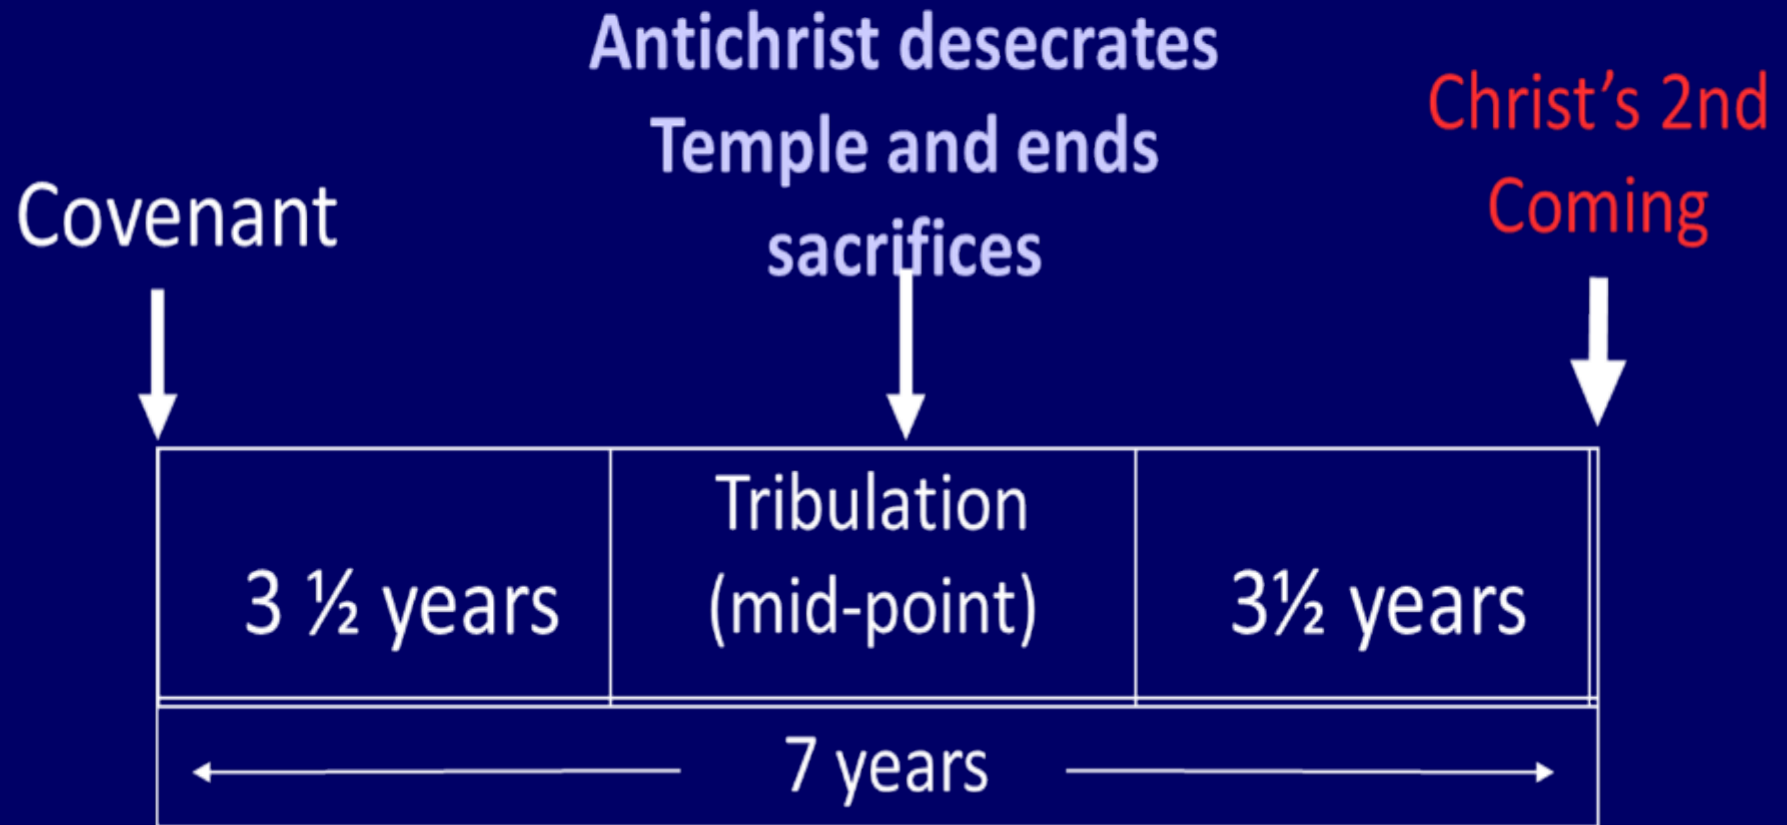 Antichrist desecrates
Temple and ends
sacrifices
Christ’s 2nd
Coming
Covenant
Tribulation
(mid-point)
3 ½ years
3½ years
7 years